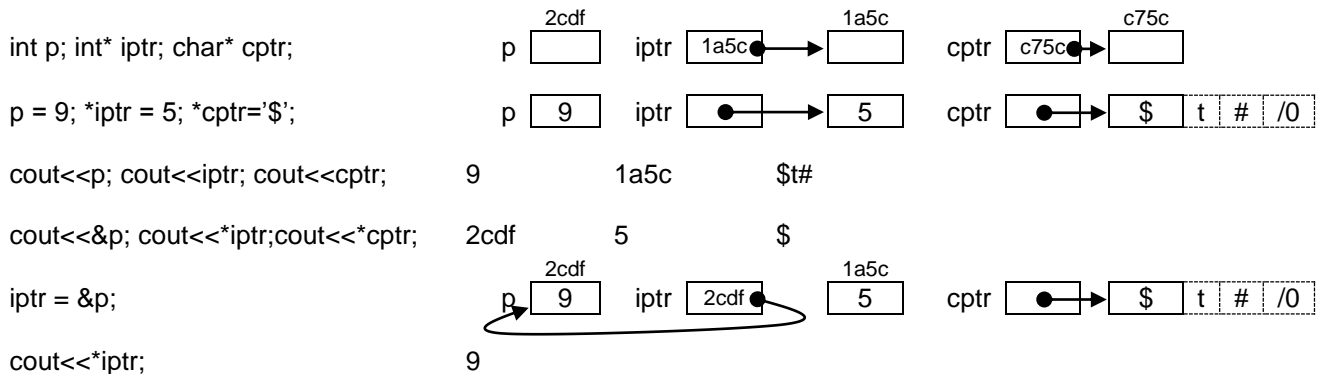 2cdf 1a5c c75c
int p; int* iptr; char* cptr; p iptr 1a5c cptr c75c
p = 9; *iptr = 5; *cptr=’$’; p 9 iptr 5 cptr $ t # /0
cout<<p; cout<<iptr; cout<<cptr; 9 1a5c $t#
cout<<&p; cout<<*iptr;cout<<*cptr; 2cdf 5 $
2cdf 1a5c
iptr = &p; p 9 iptr 2cdf 5 cptr $ t # /0
cout<<*iptr; 9